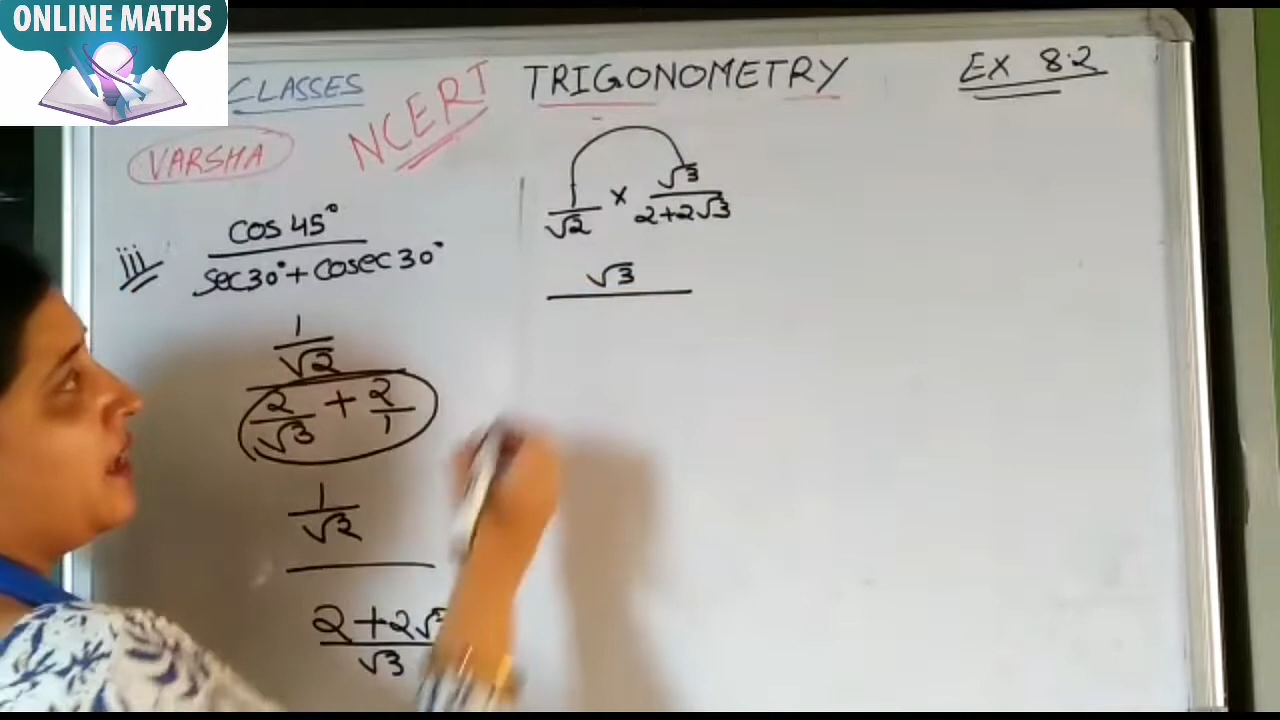 ONLINE MATHS
CLASSES
NCERT
TRIGONOMETRY
EX 8.2
VARSHA
iii
cos 45°
sec 30° + cosec 30°
1
√2
2 + 2
√3 1
1
√2
2 + 2√
√3
1 × √3
√2 2+2√3
√3